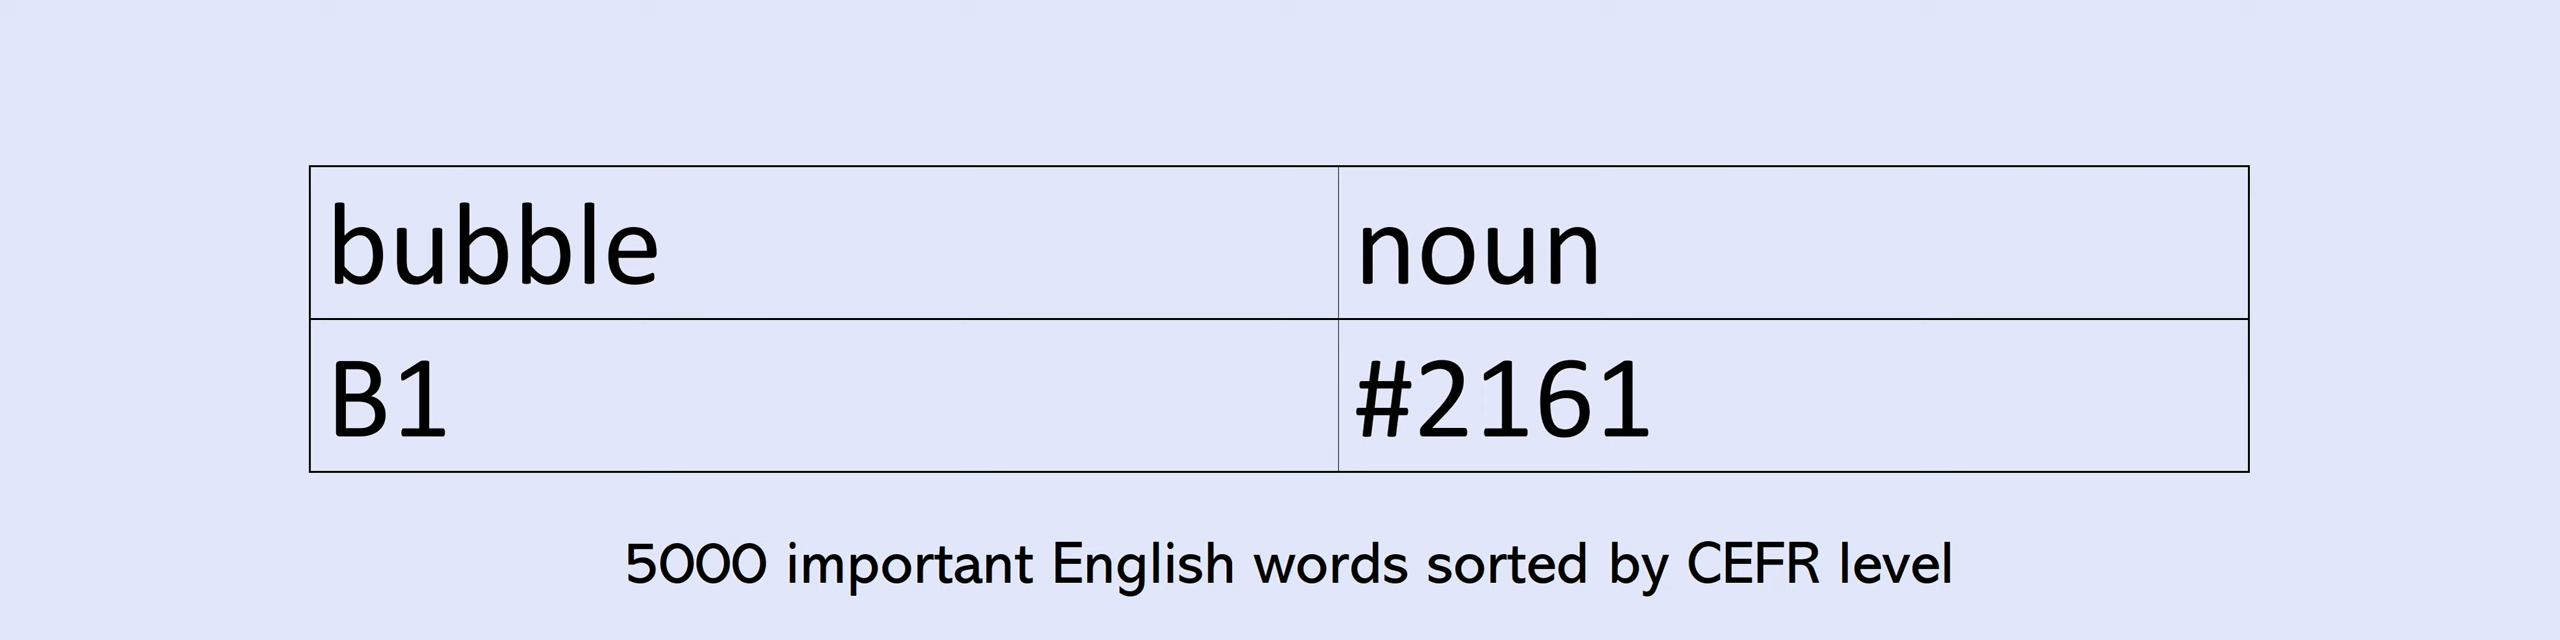 bubble noun
B1 #2161
5000 important English words sorted by CEFR level